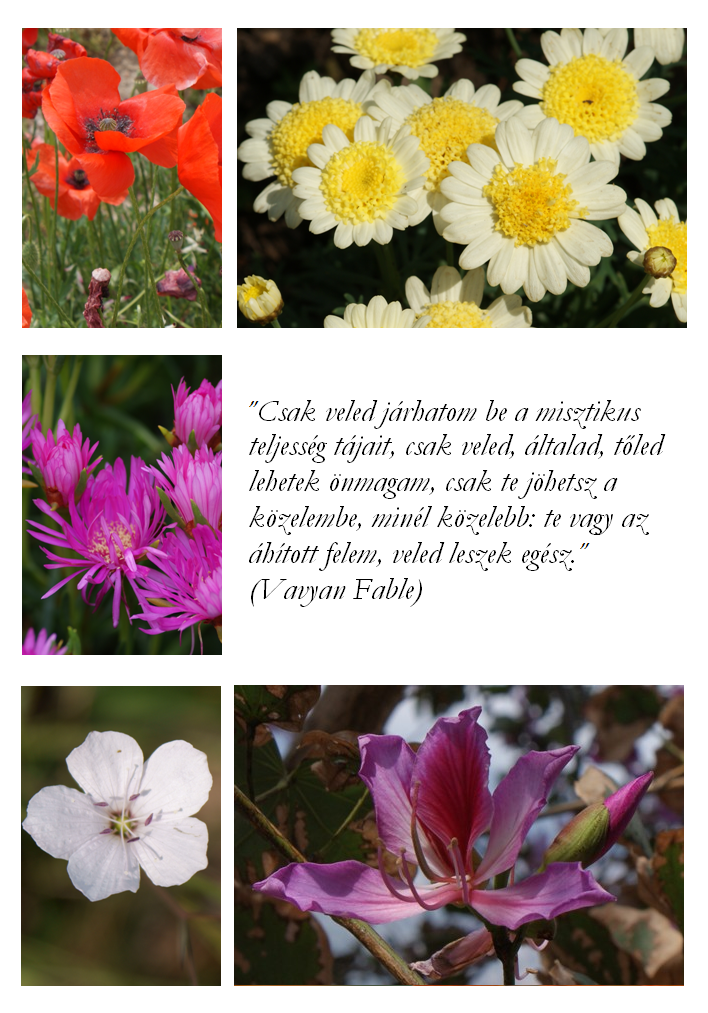 "Csak veled járhatom be a misztikus
teljesség tájait, csak veled, általad, tőled
lehetek önmagam, csak te jöhetsz a
közelembe, minél közelebb: te vagy az
áhított felem, veled leszek egész."
(Vavyan Fable)